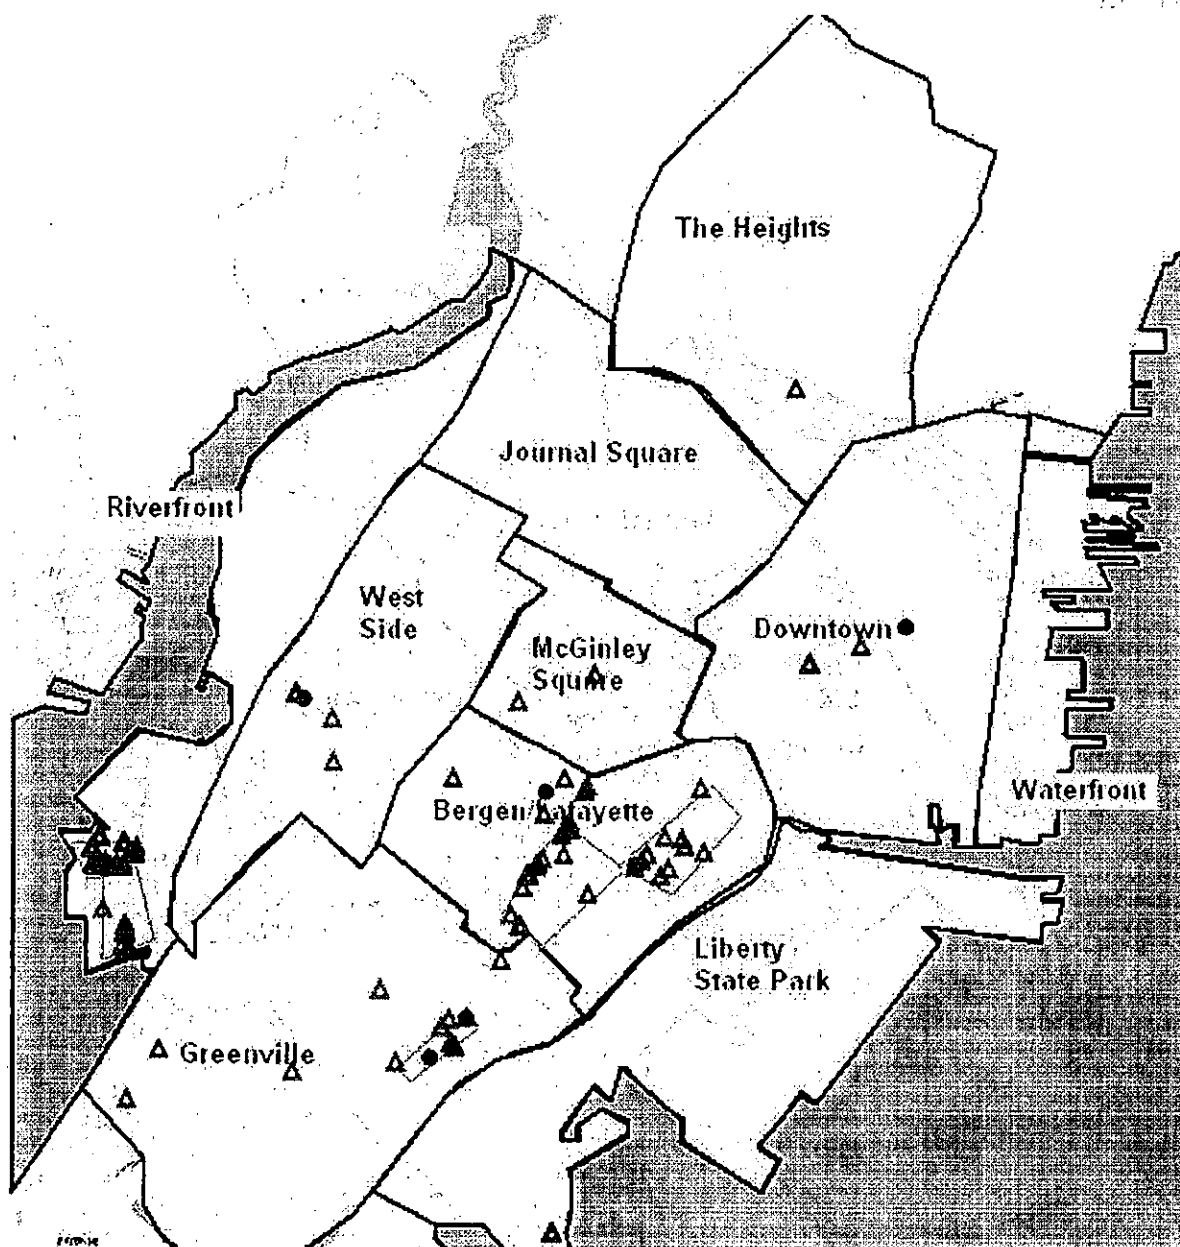 The Heights
Journal Square
Riverfront
West
Side
McGinley
Square
Downtown
Waterfront
Bergen/Lafayette
Liberty
State Park
Greenville